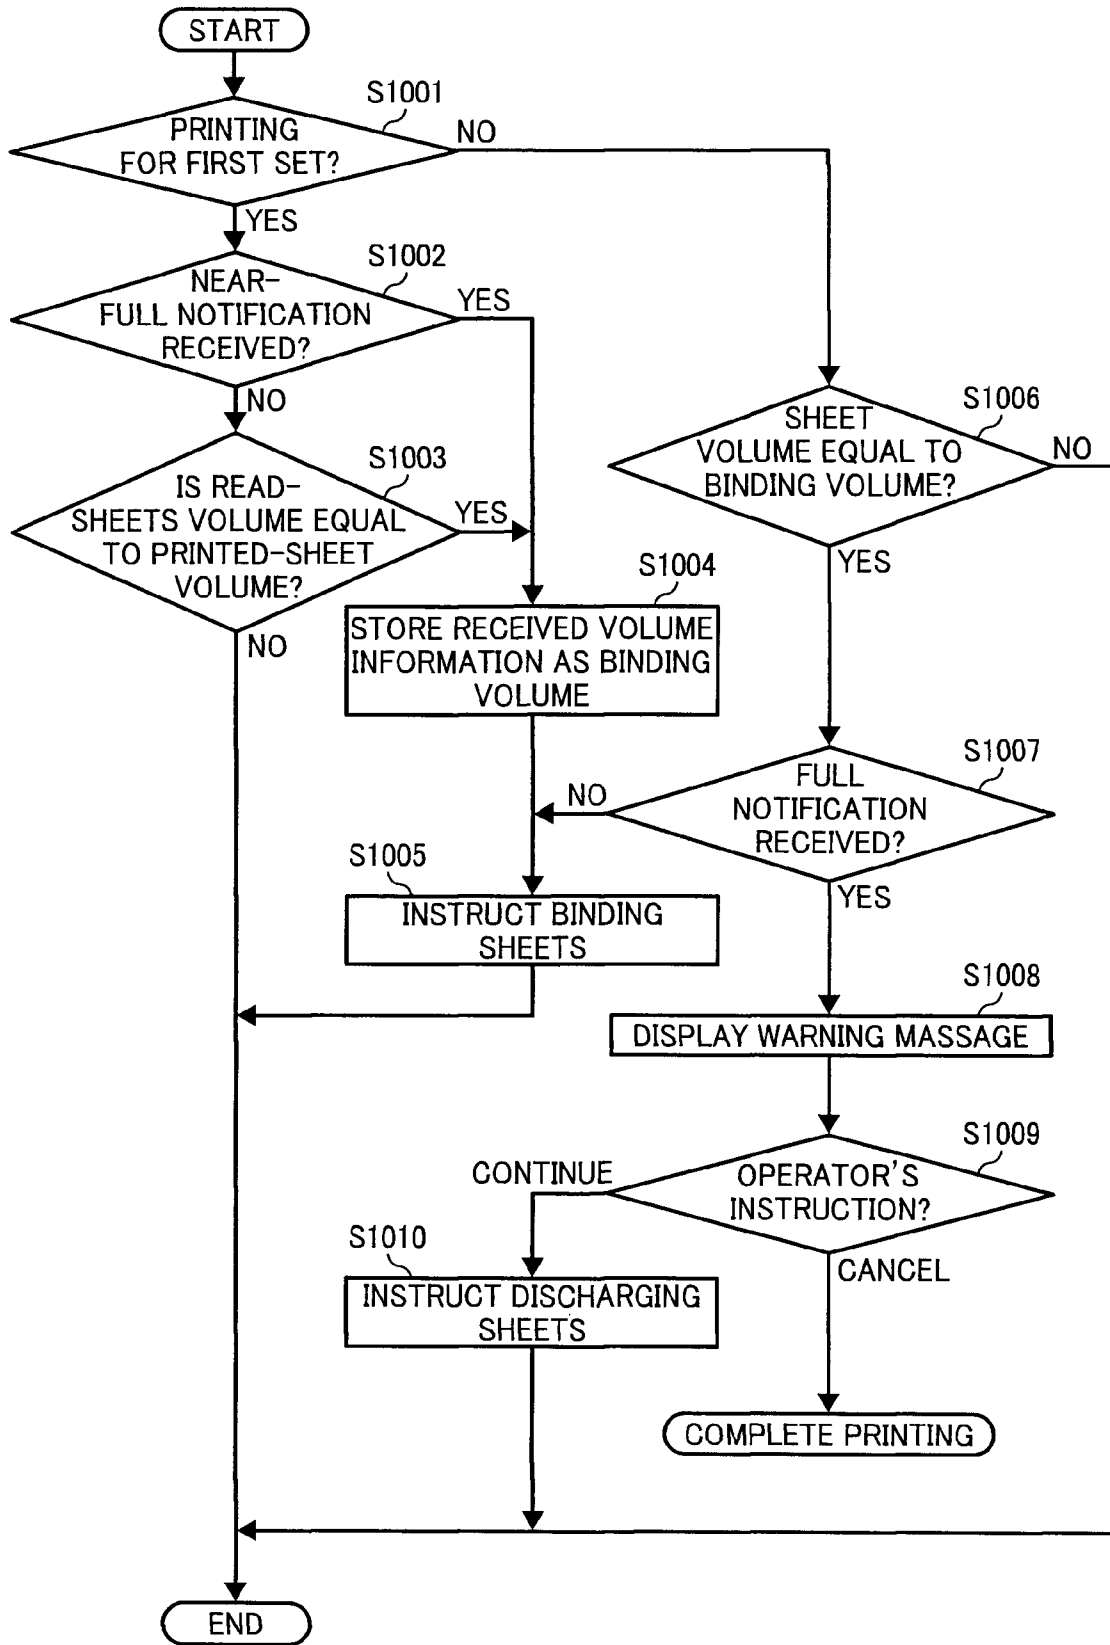 START
S1001
PRINTING
FOR FIRST SET?
NO
YES
S1002
NEAR-
FULL NOTIFICATION
RECEIVED?
YES
NO
S1003
IS READ-
SHEETS VOLUME EQUAL
TO PRINTED-SHEET
VOLUME?
YES
NO
S1004
STORE RECEIVED VOLUME
INFORMATION AS BINDING
VOLUME
S1005
INSTRUCT BINDING
SHEETS
S1006
SHEET
VOLUME EQUAL TO
BINDING VOLUME?
NO
YES
S1007
FULL
NOTIFICATION
RECEIVED?
NO
YES
S1008
DISPLAY WARNING MASSAGE
S1009
OPERATOR'S
INSTRUCTION?
CONTINUE
CANCEL
S1010
INSTRUCT DISCHARGING
SHEETS
COMPLETE PRINTING
END